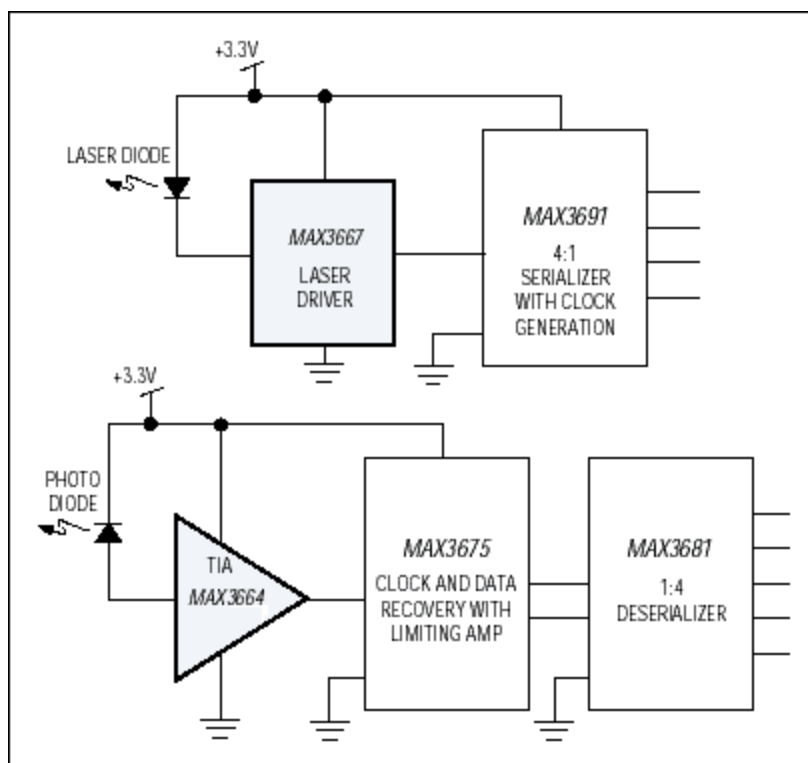 +3.3V
LASER DIODE
MAX3667
LASER
DRIVER
MAX3691
4:1
SERIALIZER
WITH CLOCK
GENERATION
+3.3V
PHOTO
DIODE
TIA
MAX3664
MAX3675
CLOCK AND DATA
RECOVERY WITH
LIMITING AMP
MAX3681
1:4
DESERIALIZER